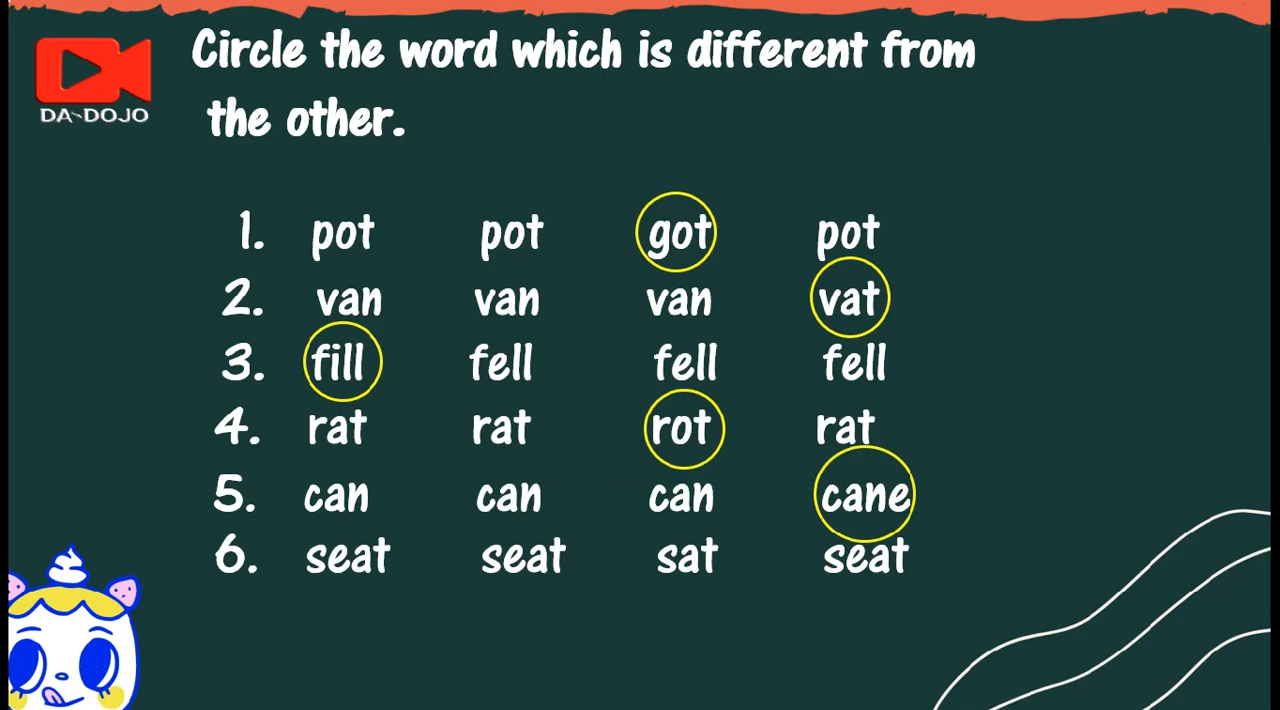 DA-DOJO
Circle the word which is different from
the other.
1. pot pot got pot
2. van van van vat
3. fill fell fell fell
4. rat rat rot rat
5. can can can cane
6. seat seat sat seat